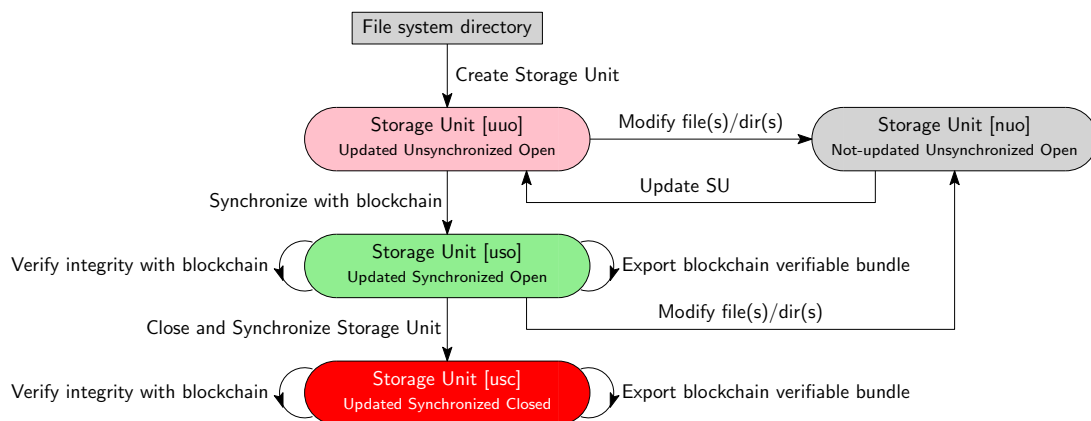 File system directory
Create Storage Unit
Storage Unit [uuo]
Updated Unsynchronized Open
Modify file(s)/dir(s)
Storage Unit [nuo]
Not-updated Unsynchronized Open
Update SU
Synchronize with blockchain
Verify integrity with blockchain
Storage Unit [uso]
Updated Synchronized Open
Export blockchain verifiable bundle
Modify file(s)/dir(s)
Close and Synchronize Storage Unit
Verify integrity with blockchain
Storage Unit [usc]
Updated Synchronized Closed
Export blockchain verifiable bundle